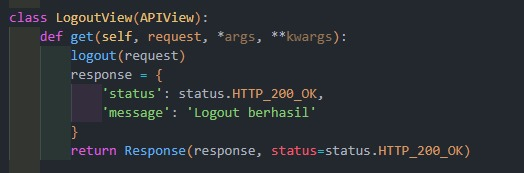 class LogoutView(APIView):
    def get(self, request, *args, **kwargs):
        logout(request)
        response = {
            'status': status.HTTP_200_OK,
            'message': 'Logout berhasil'
        }
        return Response(response, status=status.HTTP_200_OK)